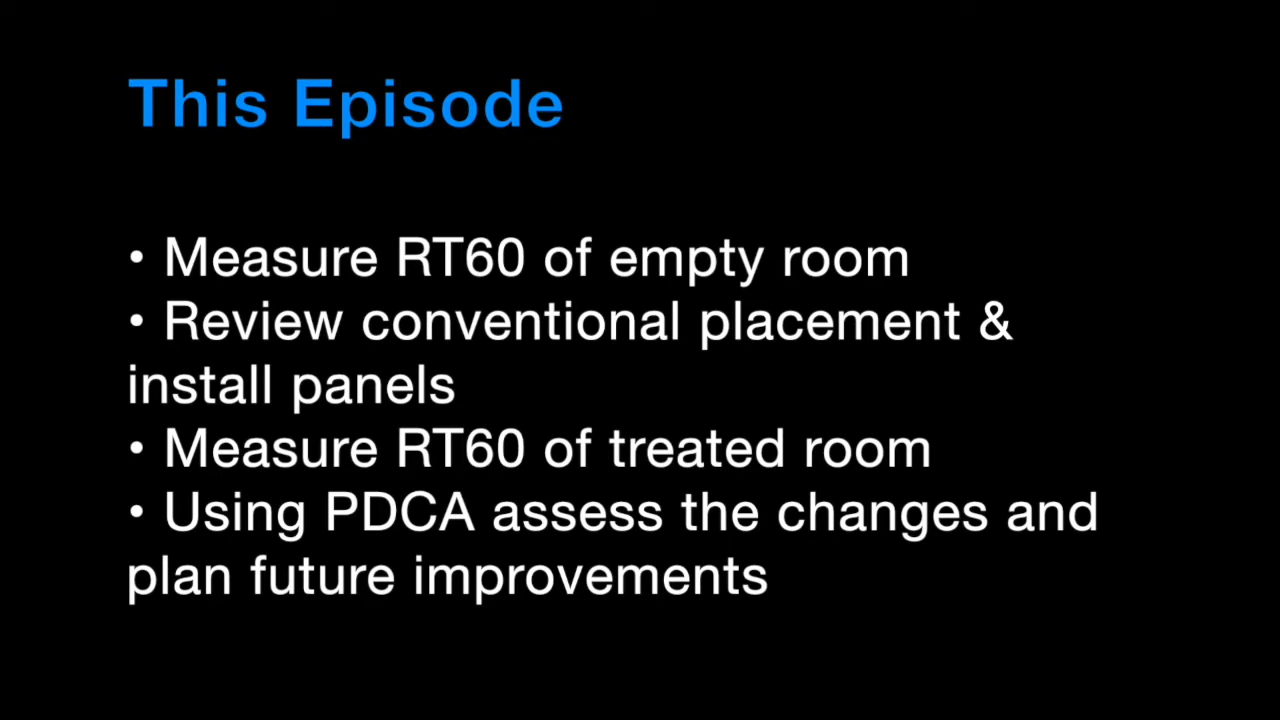 This Episode
• Measure RT60 of empty room
• Review conventional placement &
install panels
• Measure RT60 of treated room
• Using PDCA assess the changes and
plan future improvements